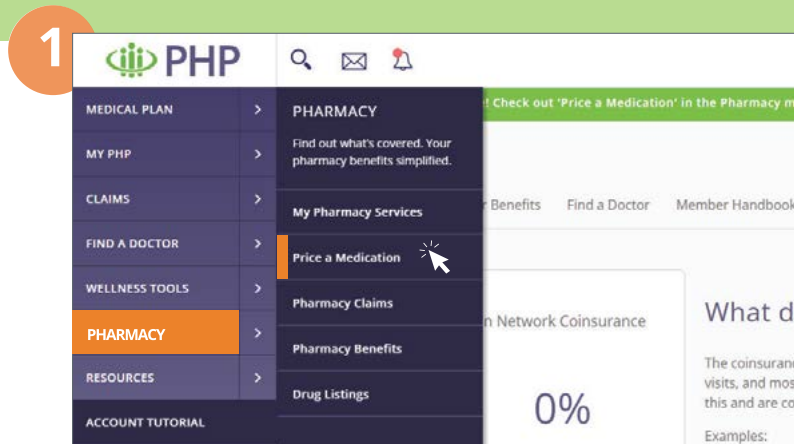 1
PHP
MEDICAL PLAN
MY PHP
CLAIMS
FIND A DOCTOR
WELLNESS TOOLS
PHARMACY
RESOURCES
ACCOUNT TUTORIAL
PHARMACY
Find out what's covered. Your
pharmacy benefits simplified.
My Pharmacy Services
Price a Medication
Pharmacy Claims
Pharmacy Benefits
Drug Listings
! Check out 'Price a Medication' in the Pharmacy m
Benefits Find a Doctor Member Handbook
n Network Coinsurance
0%
What d
The coinsuran
visits, and mos
this and are co
Examples: